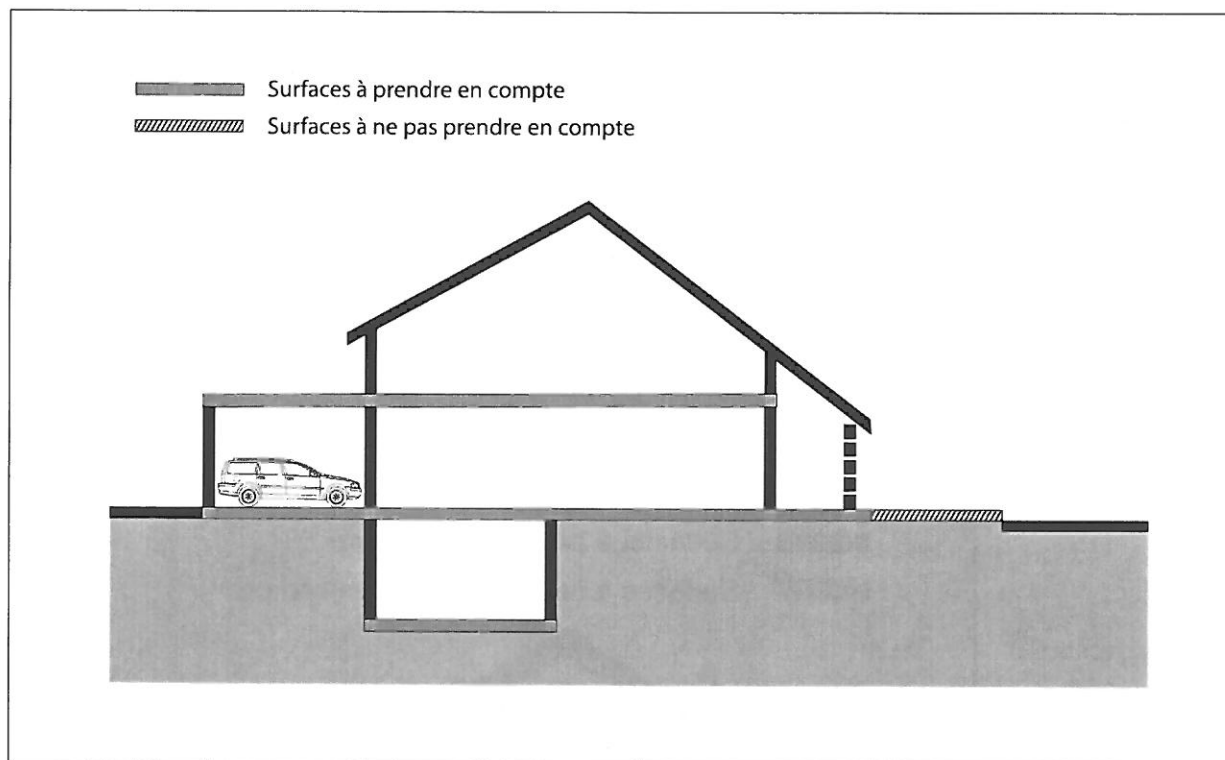 Surfaces à prendre en compte
Surfaces à ne pas prendre en compte